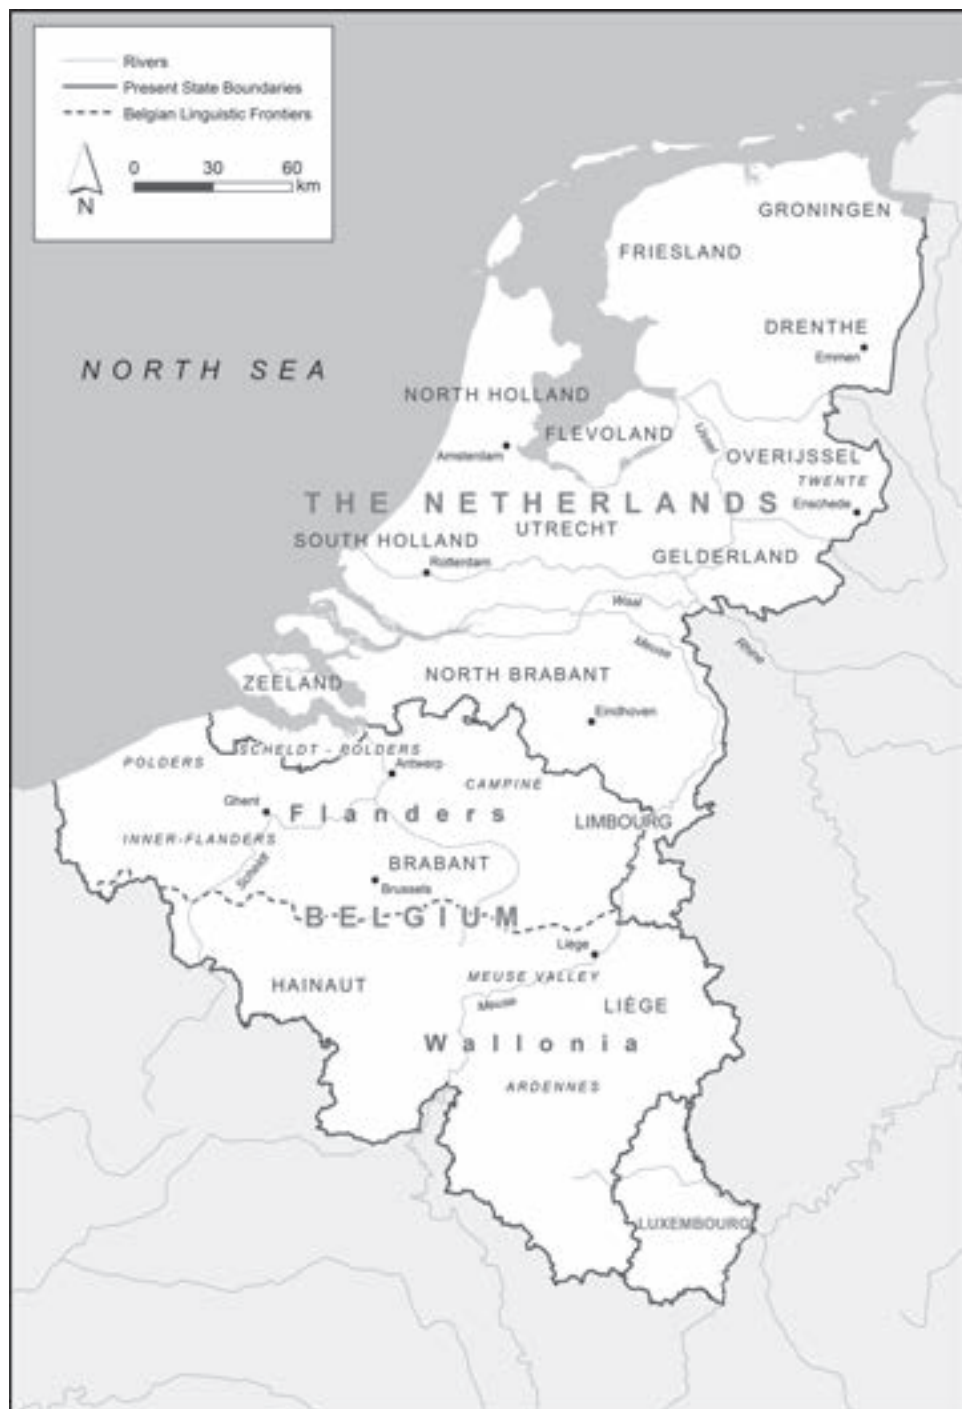 Rivers
Present State Boundaries
Belgian Linguistic Frontiers
0 30 60
km
N
GRONINGEN
FRIESLAND
DRENTHE
Emmen
NORTH SEA
NORTH HOLLAND
FLEVOLAND
IJssel
Amsterdam
OVERIJSSEL
TWENTE
Enschede
THE NETHERLANDS
UTRECHT
SOUTH HOLLAND
GELDERLAND
Rotterdam
Waal
Meuse
Rhine
ZEELAND
NORTH BRABANT
Eindhoven
SCHELDT - POLDERS
POLDERS
Antwerp
CAMPINE
Ghent
Flanders
LIMBOURG
INNER-FLANDERS
Scheldt
BRABANT
Brussels
BELGIUM
Liège
MEUSE VALLEY
HAINAUT
Meuse
LIÈGE
Wallonia
ARDENNES
LUXEMBOURG